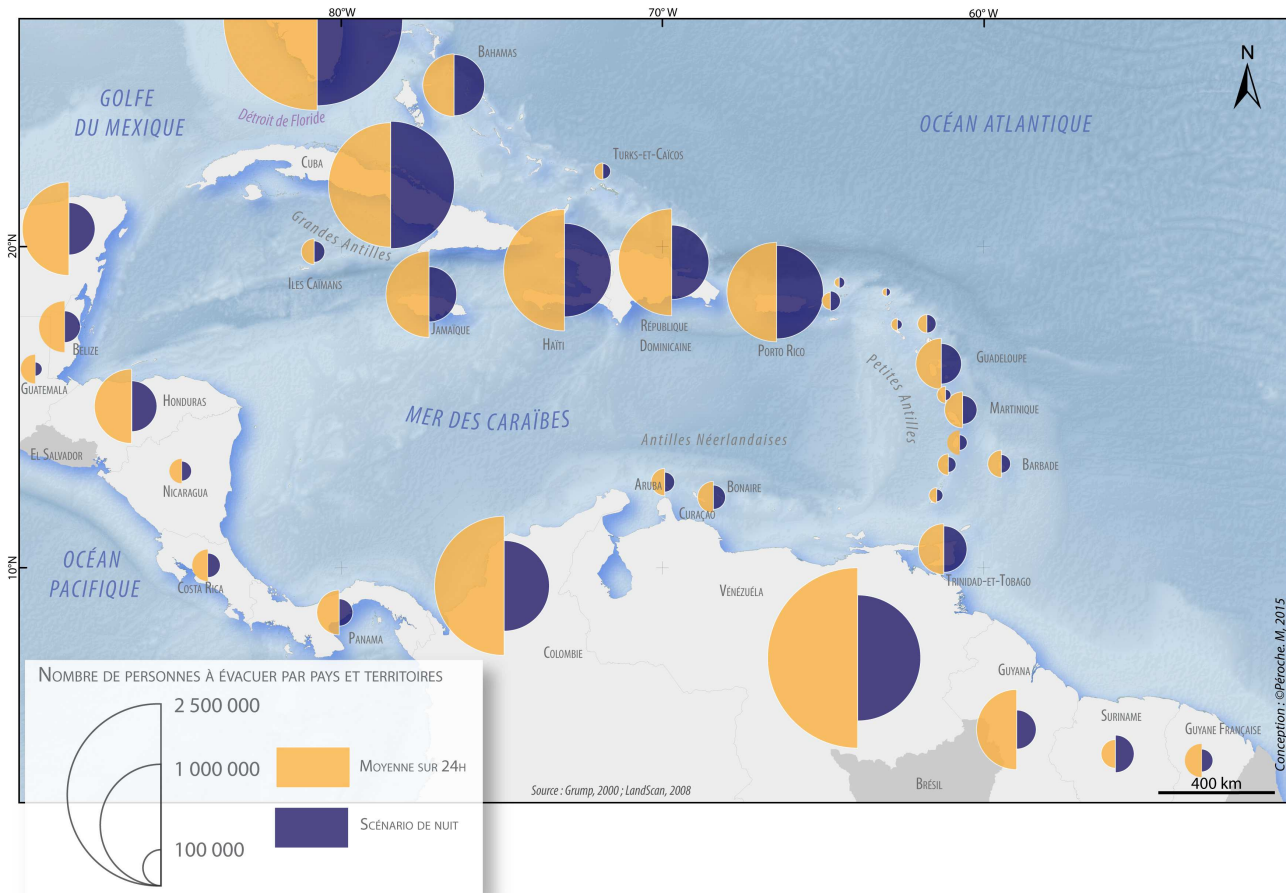 80°W
70°W
60°W
BAHAMAS
N
GOLFE
DU MEXIQUE
Détroit de Floride
OCÉAN ATLANTIQUE
CUBA
TURKS-ET-CAÏCOS
Grandes Antilles
20°N
ILES CAÏMANS
JAMAÏQUE
HAÏTI
RÉPUBLIQUE
DOMINICAINE
PORTO RICO
BELIZE
GUATEMALA
GUADELOUPE
Petites Antilles
HONDURAS
MER DES CARAÏBES
MARTINIQUE
EL SALVADOR
Antilles Néerlandaises
BARBADE
NICARAGUA
ARUBA
BONAIRE
CURAÇAO
OCÉAN
PACIFIQUE
10°N
COSTA RICA
TRINIDAD-ET-TOBAGO
VÉNÉZUÉLA
PANAMA
COLOMBIE
GUYANA
SURINAME
GUYANE FRANÇAISE
BRÉSIL
400 km
Source : Grump, 2000 ; LandScan, 2008
Conception : ©Péroche, M, 2015
NOMBRE DE PERSONNES À ÉVACUER PAR PAYS ET TERRITOIRES
2 500 000
1 000 000
100 000
MOYENNE SUR 24H
SCÉNARIO DE NUIT